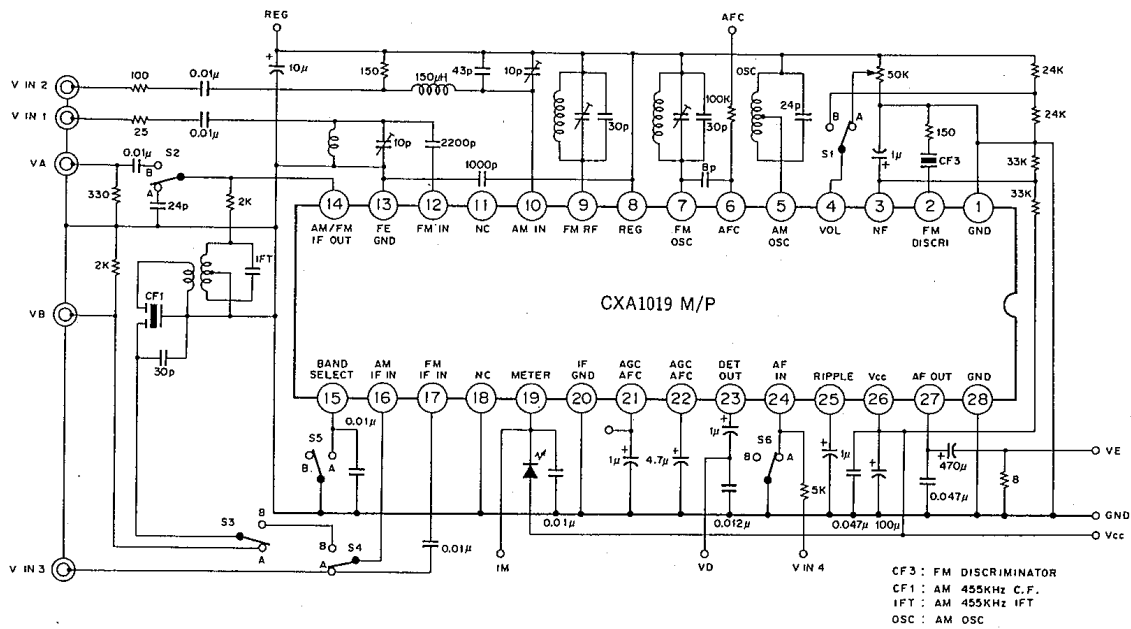 REG
AFC
V IN 2
100
0.01μ
10μ
150
150μH
43p
10p
30p
100K
30p
OSC
24p
50K
24K
24K
V IN 1
25
0.01μ
10p
2200p
1000p
8p
B
A
S1
1μ
150
CF3
33K
33K
VA
0.01μ
S2
B
A
330
24p
2K
2K
IFT
CF1
30p
VB
14
13
12
11
10
9
8
7
6
5
4
3
2
1
AM/FM IF OUT
FE GND
FM IN
NC
AM IN
FM RF
REG
FM OSC
AFC
AM OSC
VOL
NF
FM DISCRI
GND
CXA1019 M/P
BAND SELECT
AM IF IN
FM IF IN
NC
METER
IF GND
AGC AFC
AGC AFC
DET OUT
AF IN
RIPPLE
Vcc
AF OUT
GND
15
16
17
18
19
20
21
22
23
24
25
26
27
28
S5
B
A
0.01μ
0.01μ
1μ
4.7μ
1μ
0.012μ
S6
B
A
5K
1μ
0.047μ
100μ
470μ
0.047μ
8
VE
GND
Vcc
S3
B
A
B
A
S4
0.01μ
V IN 3
IM
VD
V IN 4
CF3 : FM DISCRIMINATOR
CF1 : AM 455KHz C.F.
IFT : AM 455KHz IFT
OSC : AM OSC